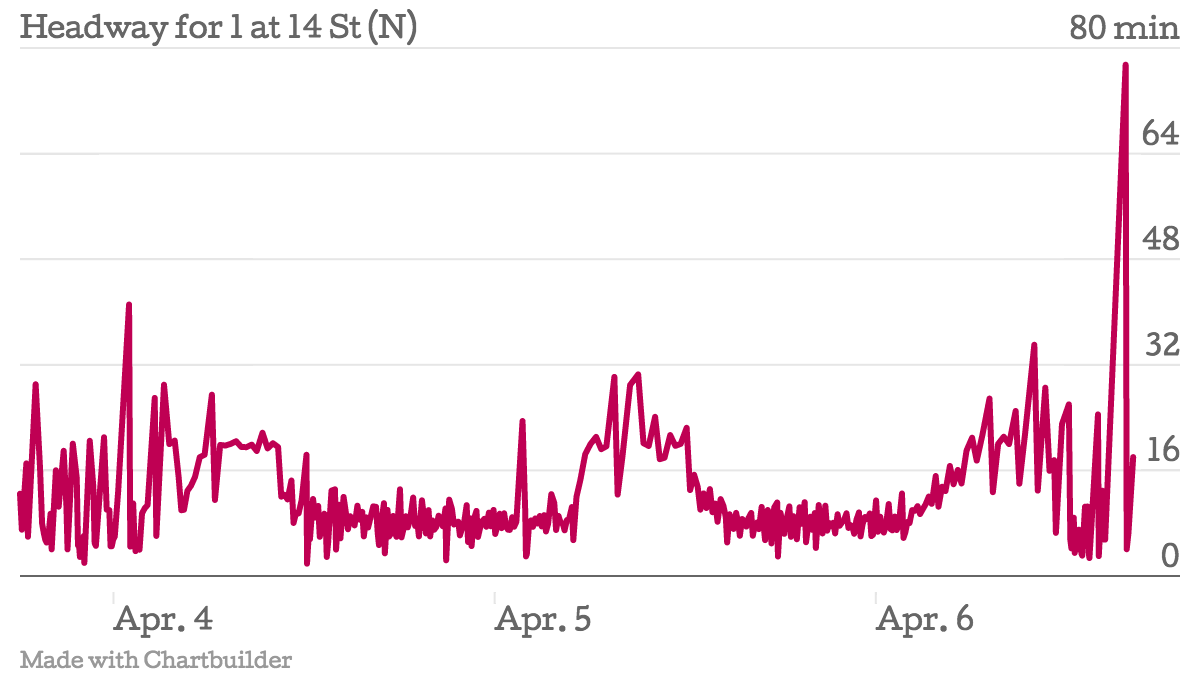 Headway for 1 at 14 St (N)
80 min
64
48
32
16
0
Apr. 4
Apr. 5
Apr. 6
Made with Chartbuilder